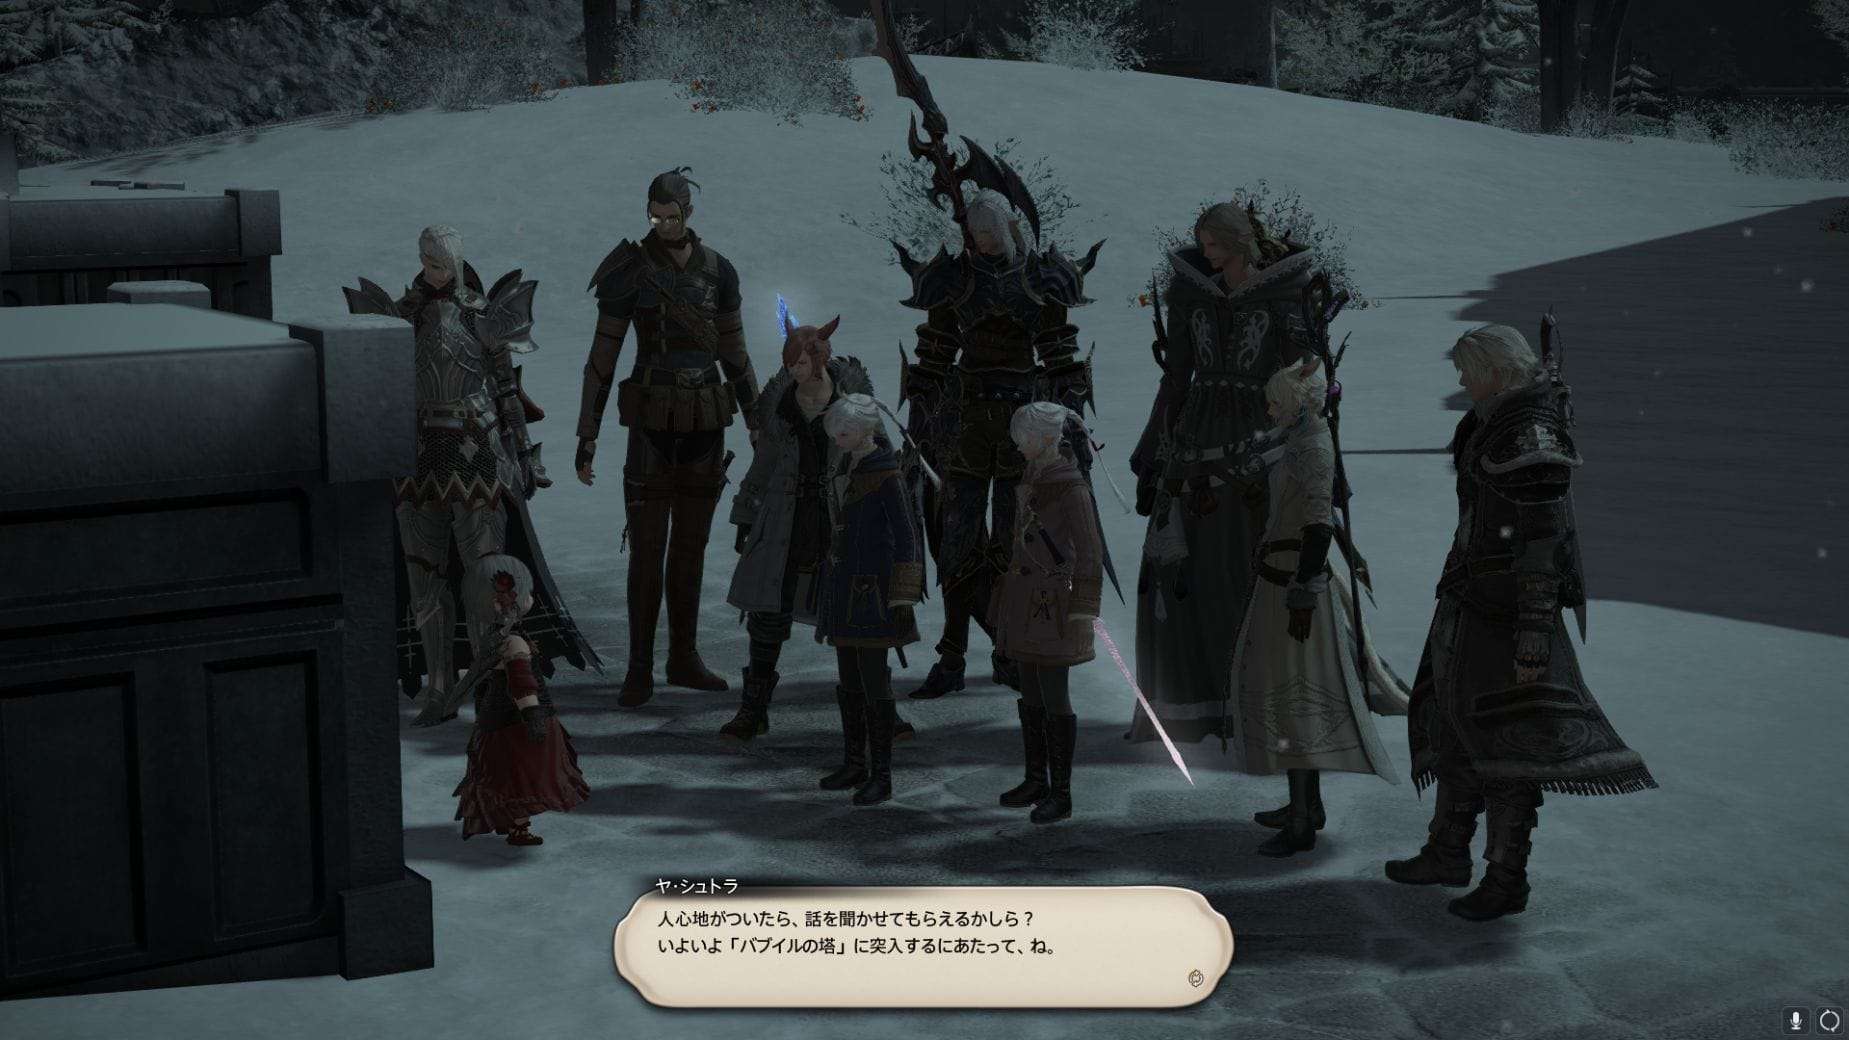 ヤ・シュトラ
人心地がついたら、話を聞かせてもらえるかしら？
いよいよ「バブイルの塔」に突入するにあたって、ね。